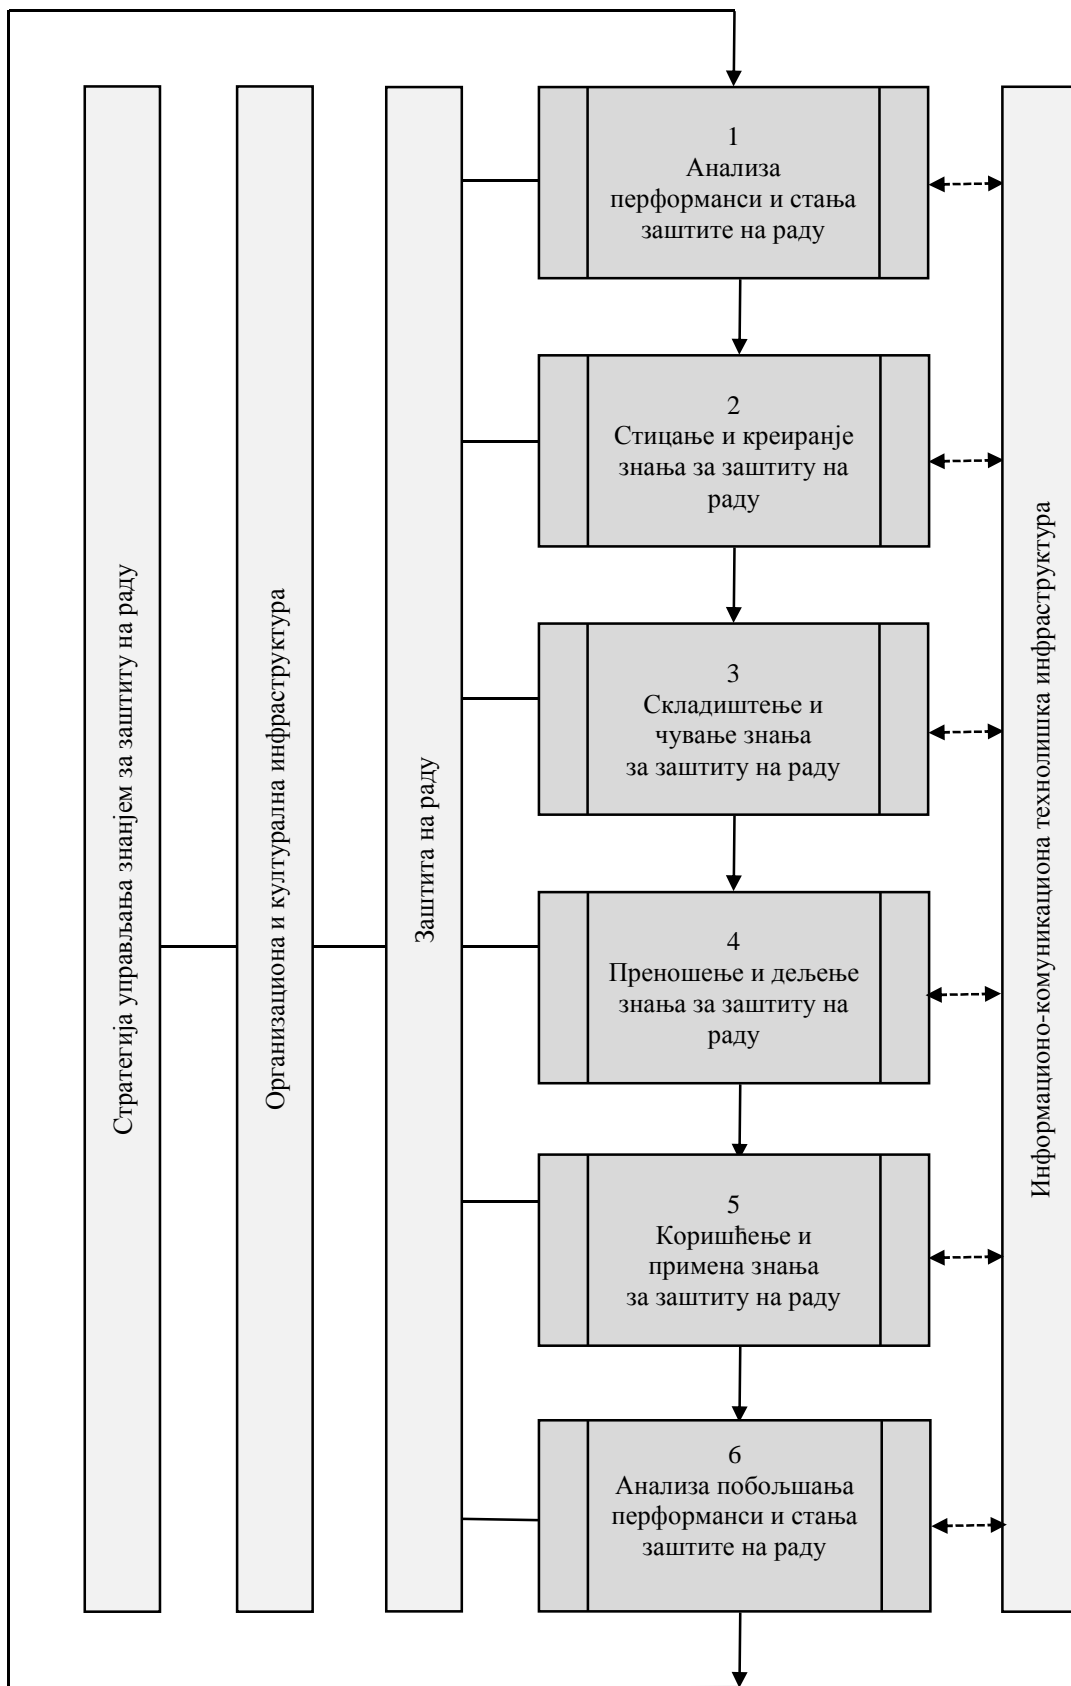 Стратегија управљања знањем за заштиту на раду
Организациона и културална инфраструктура
Заштита на раду
1
Анализа
перформанси и стања
заштите на раду
2
Стицање и креирањје
знања за заштиту на
раду
3
Складиштење и
чување знања
за заштиту на раду
4
Преношење и дељење
знања за заштиту на
раду
5
Коришћење и
примена знања
за заштиту на раду
6
Анализа побољшања
перформанси и стања
заштите на раду
Информационо-комуникациона технолишка инфраструктура